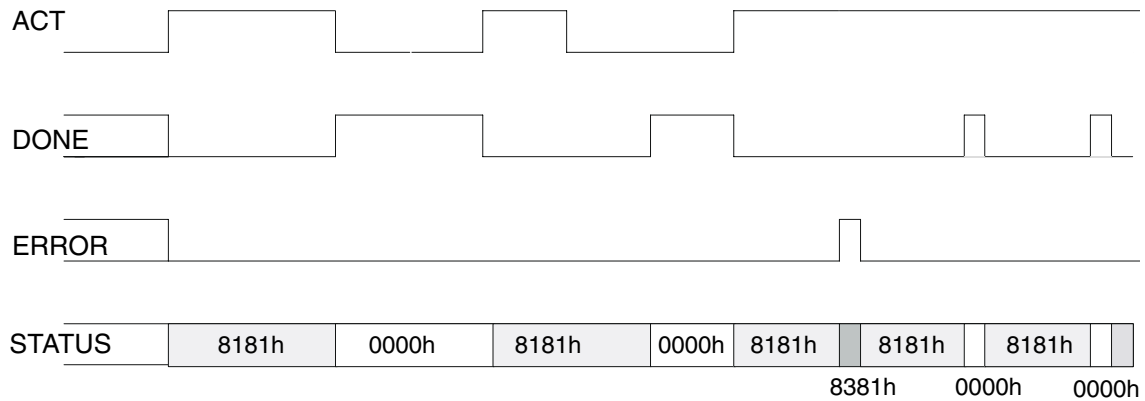 ACT
DONE
ERROR
STATUS 8181h 0000h 8181h 0000h 8181h 8181h 8181h
8381h 0000h 0000h